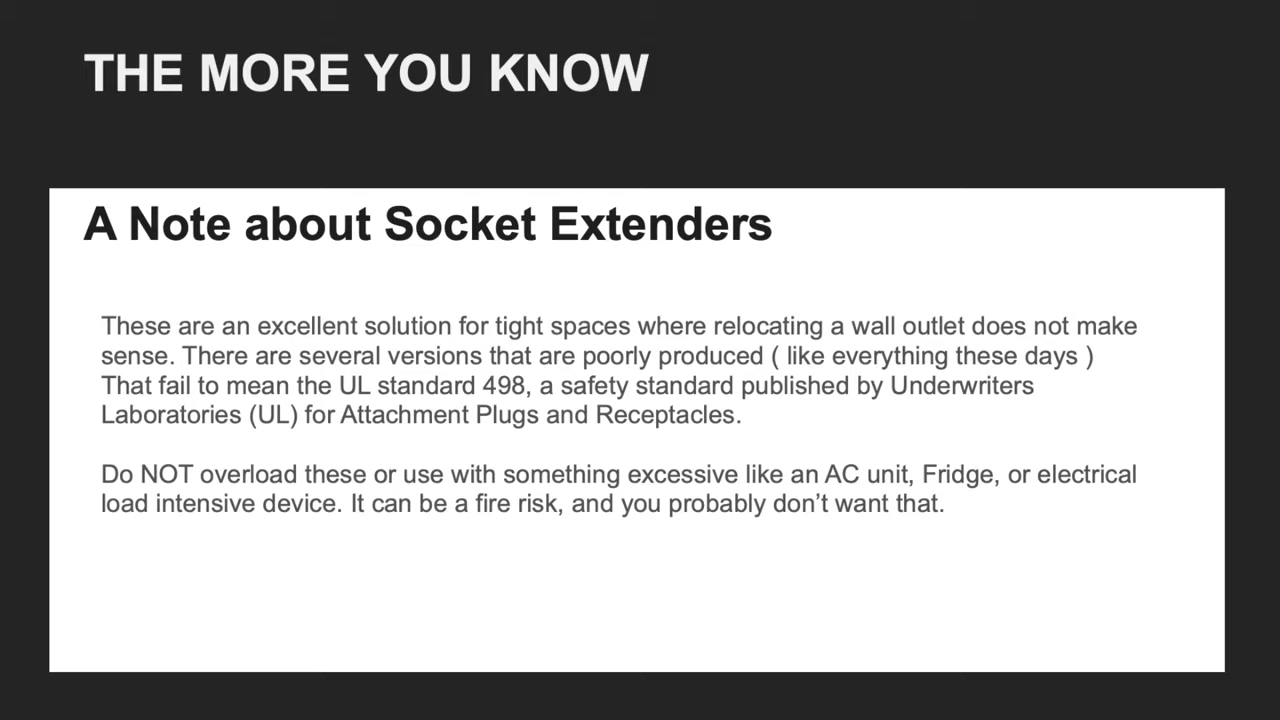 THE MORE YOU KNOW
A Note about Socket Extenders
These are an excellent solution for tight spaces where relocating a wall outlet does not make
sense. There are several versions that are poorly produced ( like everything these days )
That fail to mean the UL standard 498, a safety standard published by Underwriters
Laboratories (UL) for Attachment Plugs and Receptacles.
Do NOT overload these or use with something excessive like an AC unit, Fridge, or electrical
load intensive device. It can be a fire risk, and you probably don’t want that.